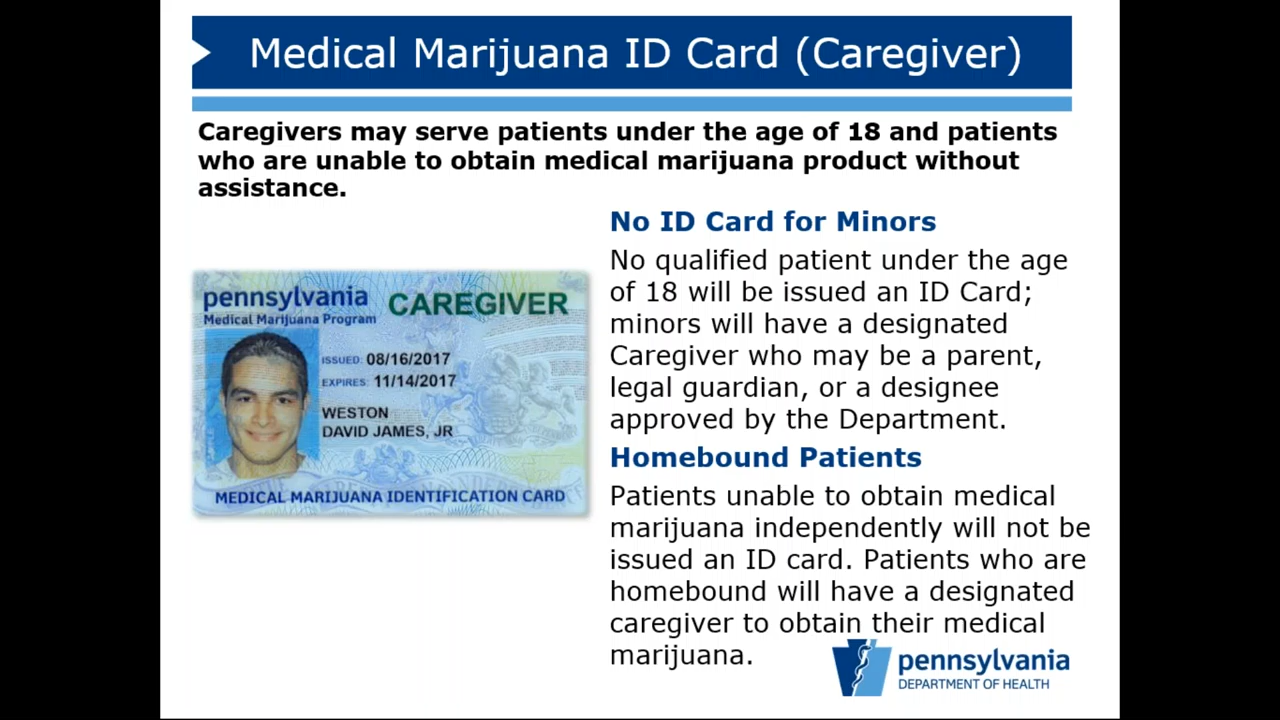 Medical Marijuana ID Card (Caregiver)
Caregivers may serve patients under the age of 18 and patients
who are unable to obtain medical marijuana product without
assistance.
pennsylvania
Medical Marijuana Program
CAREGIVER
ISSUED: 08/16/2017
EXPIRES: 11/14/2017
WESTON
DAVID JAMES, JR
MEDICAL MARIJUANA IDENTIFICATION CARD
No ID Card for Minors
No qualified patient under the age
of 18 will be issued an ID Card;
minors will have a designated
Caregiver who may be a parent,
legal guardian, or a designee
approved by the Department.
Homebound Patients
Patients unable to obtain medical
marijuana independently will not be
issued an ID card. Patients who are
homebound will have a designated
caregiver to obtain their medical
marijuana.
pennsylvania
DEPARTMENT OF HEALTH